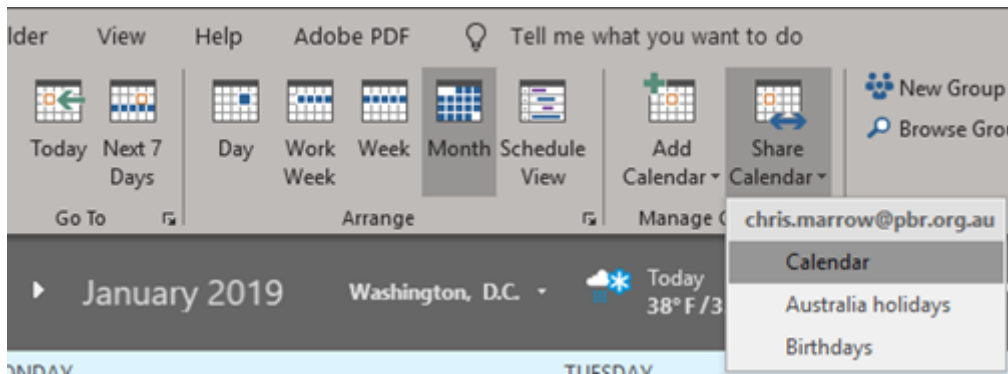 lder View Help Adobe PDF Tell me what you want to do
Today Next 7 Days Day Work Week Week Month Schedule View Add Calendar Share Calendar New Group
Browse Gro
Go To Arrange Manage C
chris.marrow@pbr.org.au
January 2019 Washington, D.C. Today
38° F / 3
Calendar
Australia holidays
Birthdays
ONDAY TUESDAY